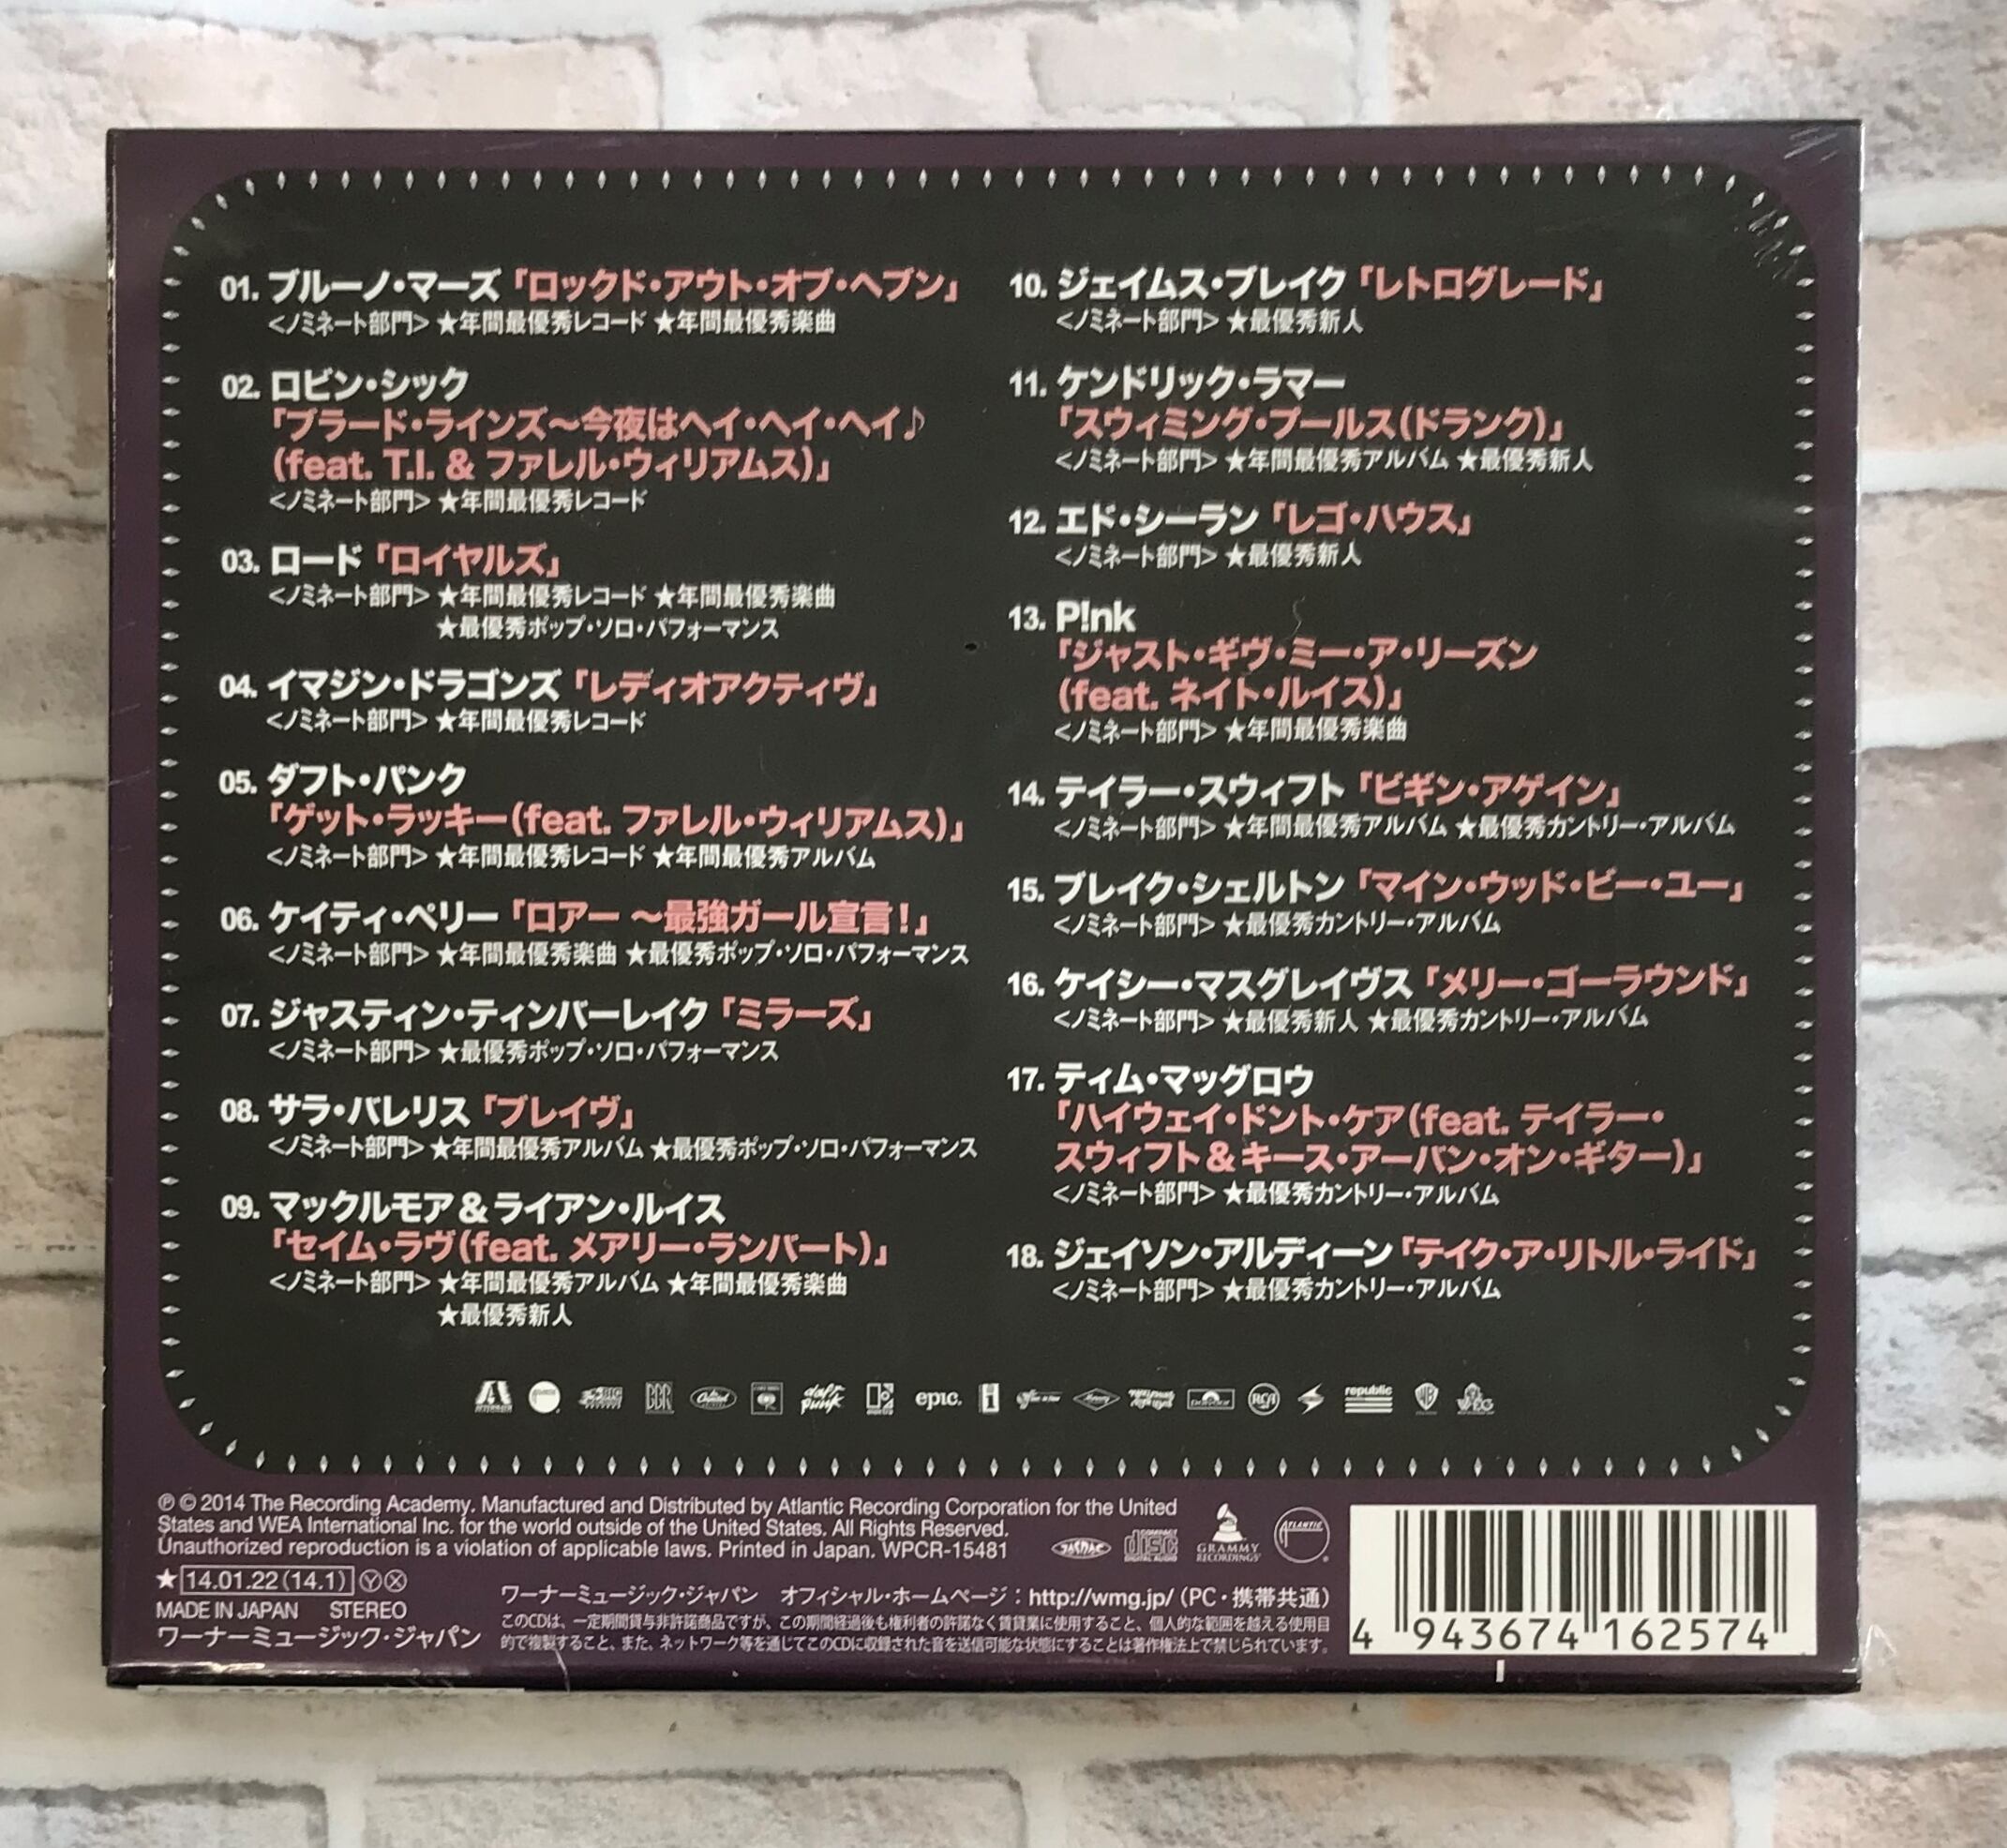 01. ブルーノ・マーズ「ロックド・アウト・オブ・ヘブン」
<ノミネート部門> ★年間最優秀レコード ★年間最優秀楽曲
02. ロビン・シック
「ブラード・ラインズ〜今夜はヘイ・ヘイ・ヘイ♪
(feat. T.I. & ファレル・ウィリアムス)」
<ノミネート部門> ★年間最優秀レコード
03. ロード「ロイヤルズ」
<ノミネート部門> ★年間最優秀レコード ★年間最優秀楽曲
★最優秀ポップ・ソロ・パフォーマンス
04. イマジン・ドラゴンズ「レディオアクティヴ」
<ノミネート部門> ★年間最優秀レコード
05. ダフト・パンク
「ゲット・ラッキー(feat. ファレル・ウィリアムス)」
<ノミネート部門> ★年間最優秀レコード ★年間最優秀アルバム
06. ケイティ・ペリー「ロアー 〜最強ガール宣言!」
<ノミネート部門> ★年間最優秀楽曲 ★最優秀ポップ・ソロ・パフォーマンス
07. ジャスティン・ティンバーレイク「ミラーズ」
<ノミネート部門> ★最優秀ポップ・ソロ・パフォーマンス
08. サラ・バレリス「ブレイヴ」
<ノミネート部門> ★年間最優秀アルバム ★最優秀ポップ・ソロ・パフォーマンス
09. マックルモア&ライアン・ルイス
「セイム・ラヴ(feat. メアリー・ランバート)」
<ノミネート部門> ★年間最優秀アルバム ★年間最優秀楽曲
★最優秀新人
10. ジェイムス・ブレイク「レトログレード」
<ノミネート部門> ★最優秀新人
11. ケンドリック・ラマー
「スウィミング・プールス(ドランク)」
<ノミネート部門> ★年間最優秀アルバム ★最優秀新人
12. エド・シーラン「レゴ・ハウス」
<ノミネート部門> ★最優秀新人
13. P!nk
「ジャスト・ギヴ・ミー・ア・リーズン
(feat. ネイト・ルイス)」
<ノミネート部門> ★年間最優秀楽曲
14. テイラー・スウィフト「ビギン・アゲイン」
<ノミネート部門> ★年間最優秀アルバム ★最優秀カントリー・アルバム
15. ブレイク・シェルトン「マイン・ウッド・ビー・ユー」
<ノミネート部門> ★最優秀カントリー・アルバム
16. ケイシー・マスグレイヴス「メリー・ゴーラウンド」
<ノミネート部門> ★最優秀新人 ★最優秀カントリー・アルバム
17. ティム・マッグロウ
「ハイウェイ・ドント・ケア(feat. テイラー・
スウィフト&キース・アーバン・オン・ギター)」
<ノミネート部門> ★最優秀カントリー・アルバム
18. ジェイソン・アルディーン「テイク・ア・リトル・ライド」
<ノミネート部門> ★最優秀カントリー・アルバム
Capitol daft punk epic. RCA republic
℗ © 2014 The Recording Academy. Manufactured and Distributed by Atlantic Recording Corporation for the United
States and WEA International Inc. for the world outside of the United States. All Rights Reserved.
Unauthorized reproduction is a violation of applicable laws. Printed in Japan. WPCR-15481
JASRAC COMPACT disc DIGITAL AUDIO GRAMMY RECORDINGS ATLANTIC
★ 14.01.22 (14.1) Ⓨ Ⓧ
MADE IN JAPAN STEREO
ワーナーミュージック・ジャパン
ワーナーミュージック・ジャパン オフィシャル・ホームページ:http://wmg.jp/ (PC・携帯共通)
このCDは、一定期間貸与非許諾商品ですが、この期間経過後も権利者の許諾なく賃貸業に使用すること、個人的な範囲を越える使用目
的で複製すること、また、ネットワーク等を通じてこのCDに収録された音を送信可能な状態にすることは著作権法上で禁じられています。
4 943674 162574